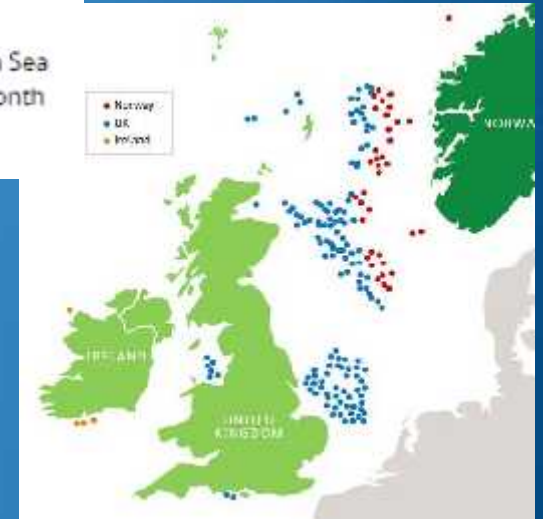 Sea
onth
Norway
UK
Ireland
NORWA
IRELAND
UNITED
KINGDOM